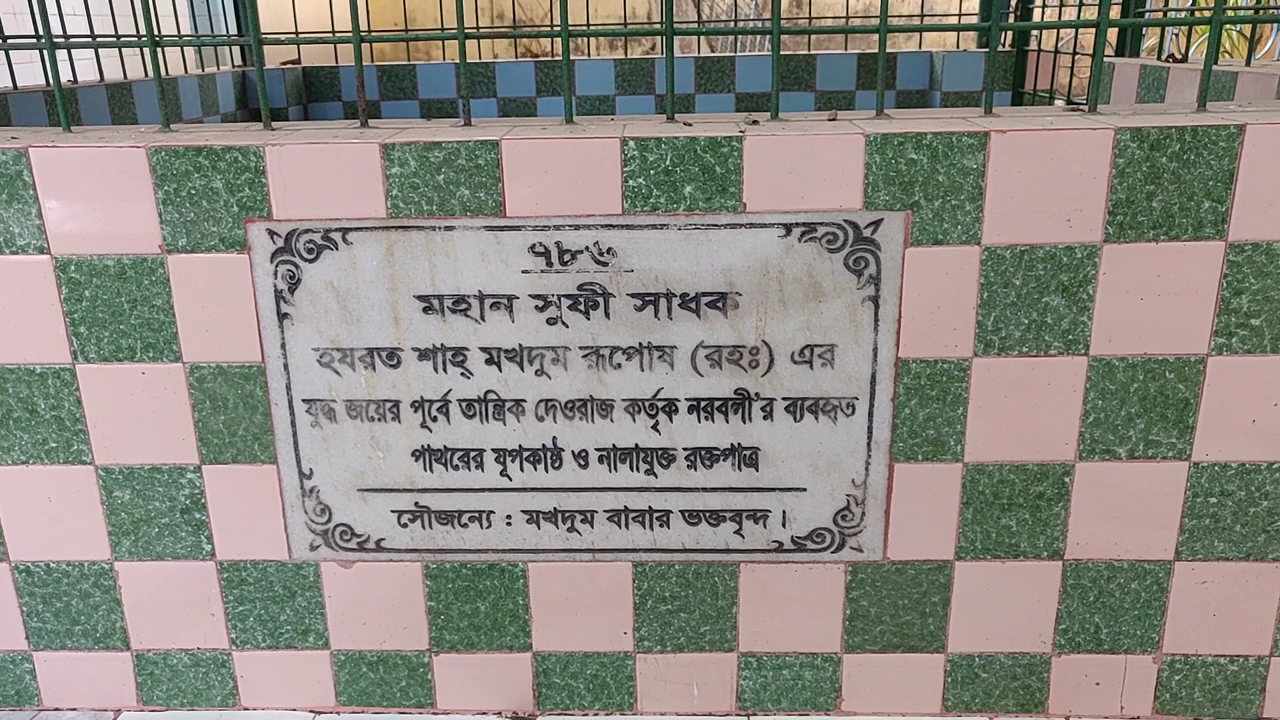 ৭৮৬
মহান সুফী সাধক
হযরত শাহ্ মখদুম রূপোষ (রহঃ) এর
যুদ্ধ জয়ের পূর্বে তান্ত্রিক দেওরাজ কর্তৃক নরবলী'র ব্যবহৃত
পাথরের যূপকাষ্ঠ ও নালাযুক্ত রক্তপাত্র
সৌজন্যে : মখদুম বাবার ভক্তবৃন্দ।